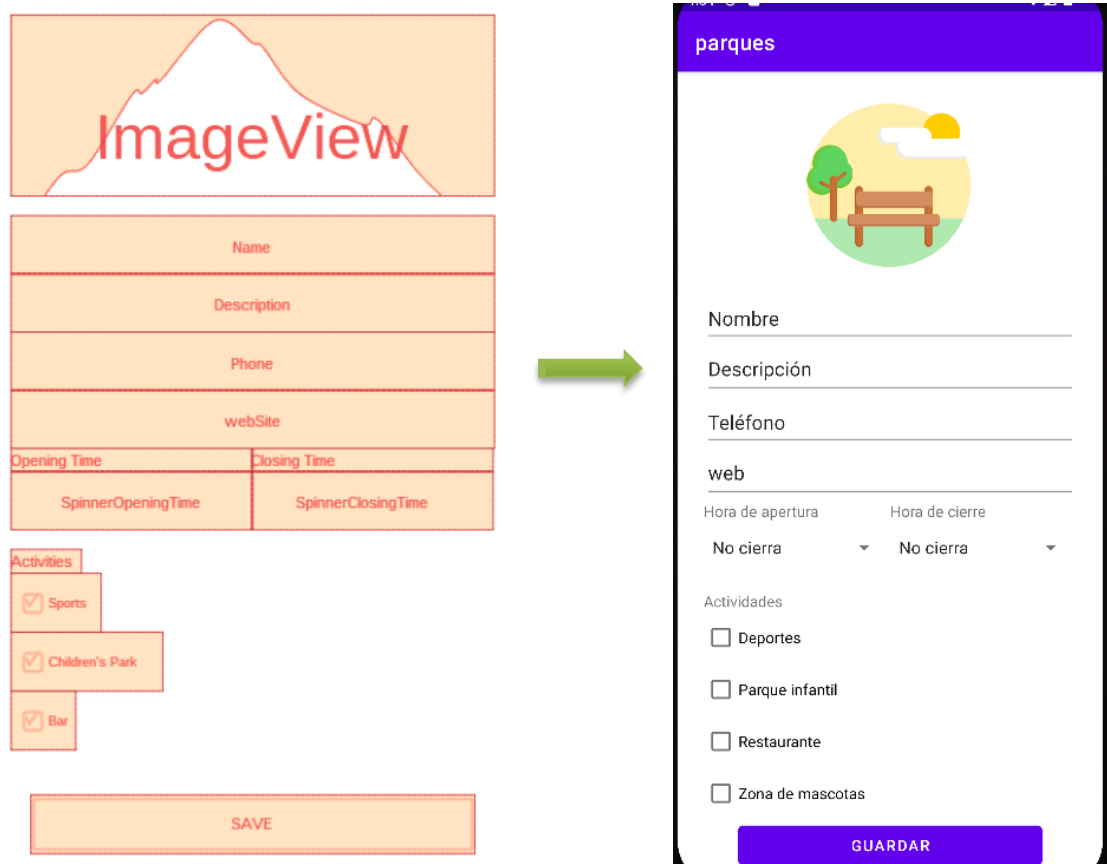 ImageView
Name
Description
Phone
webSite
Opening Time
Closing Time
SpinnerOpeningTime
SpinnerClosingTime
Activities
Sports
Children's Park
Bar
SAVE
parques
Nombre
Descripción
Teléfono
web
Hora de apertura
Hora de cierre
No cierra
No cierra
Actividades
Deportes
Parque infantil
Restaurante
Zona de mascotas
GUARDAR